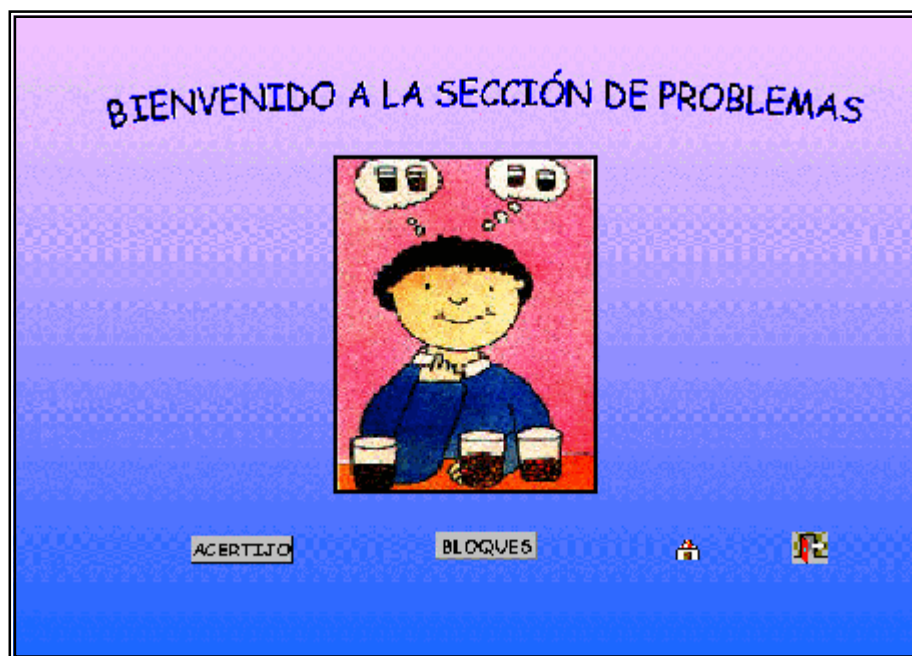 BIENVENIDO A LA SECCIÓN DE PROBLEMAS
ACERTIJO
BLOQUES